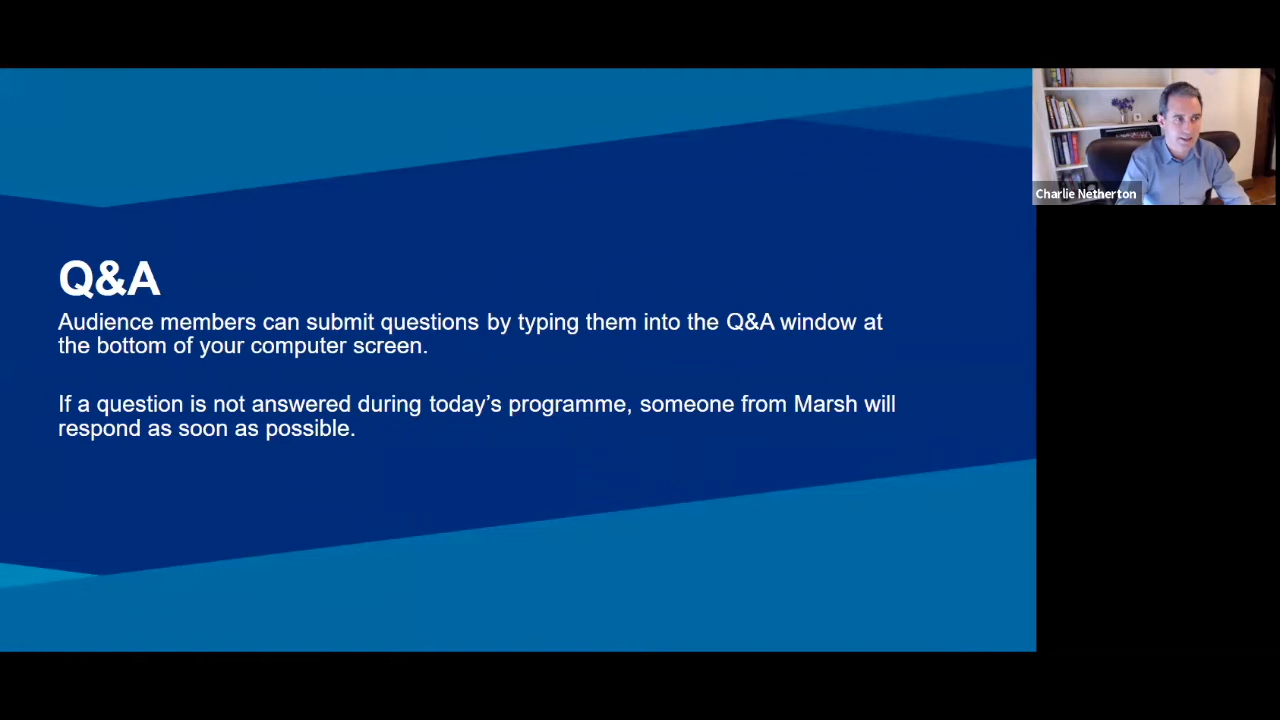 Q&A
Audience members can submit questions by typing them into the Q&A window at
the bottom of your computer screen.
If a question is not answered during today’s programme, someone from Marsh will
respond as soon as possible.
Charlie Netherton